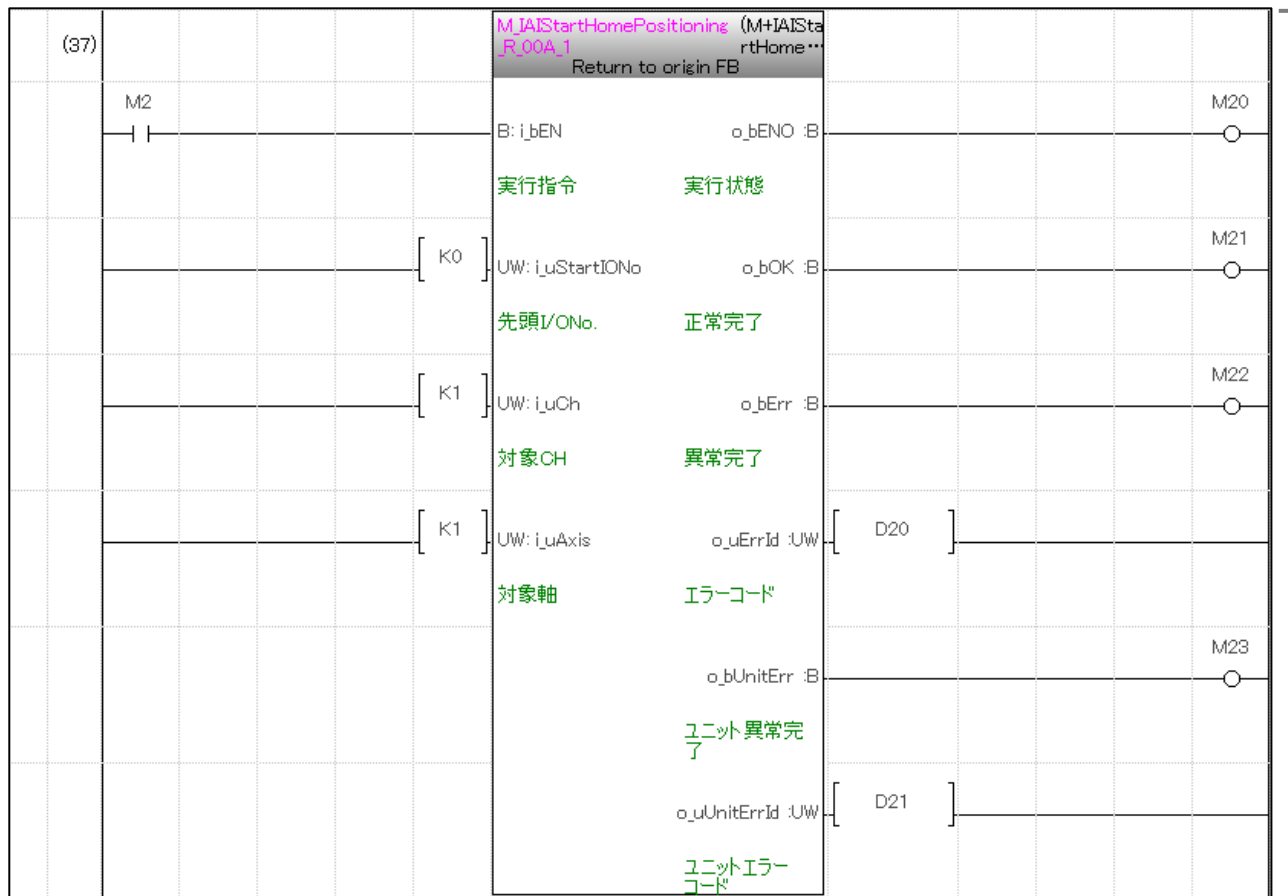 (37)
M_IAIStartHomePositioning (M+IAISta
_R_00A_1 rtHome…
Return to origin FB
M2
M20
B: i_bEN o_bENO :B
実行指令 実行状態
M21
K0
UW: i_uStartIONo o_bOK :B
先頭I/ONo. 正常完了
M22
K1
UW: i_uCh o_bErr :B
対象CH 異常完了
K1
D20
UW: i_uAxis o_uErrId :UW
対象軸 エラーコード
M23
o_bUnitErr :B
ユニット異常完
了
D21
o_uUnitErrId :UW
ユニットエラー
コード